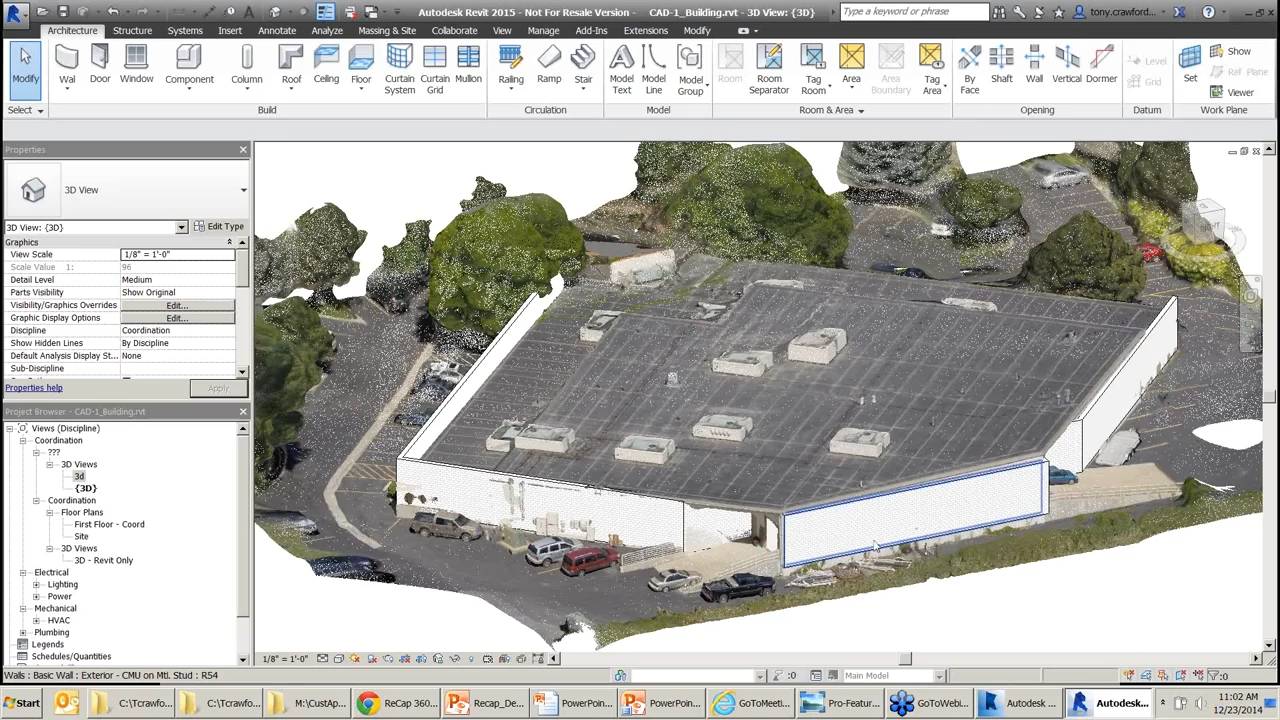 Autodesk Revit 2015 - Not For Resale Version - CAD-1_Building.rvt - 3D View: {3D}
Type a keyword or phrase
tony.crawford...
Architecture Structure Systems Insert Annotate Analyze Massing & Site Collaborate View Manage Add-Ins Extensions Modify
Modify Wall Door Window Component Column Roof Ceiling Floor Curtain System Curtain Grid Mullion Railing Ramp Stair Model Text Model Line Model Group Room Room Separator Tag Room Area Area Boundary Tag Area By Face Shaft Wall Vertical Dormer Level Grid Set Show Ref Plane Viewer
Select Build Circulation Model Room & Area Opening Datum Work Plane
Properties
3D View
3D View: {3D} Edit Type
Graphics
View Scale 1/8" = 1'-0"
Scale Value 1: 96
Detail Level Medium
Parts Visibility Show Original
Visibility/Graphics Overrides Edit...
Graphic Display Options Edit...
Discipline Coordination
Show Hidden Lines By Discipline
Default Analysis Display St... None
Sub-Discipline
Properties help Apply
Project Browser - CAD-1_Building.rvt
Views (Discipline)
Coordination
???
3D Views
3d
{3D}
Coordination
Floor Plans
First Floor - Coord
Site
3D Views
3D - Revit Only
Electrical
Lighting
Power
Mechanical
HVAC
Plumbing
Legends
Schedules/Quantities
1/8" = 1'-0"
Walls : Basic Wall : Exterior - CMU on Mtl. Stud : R54
:0
Main Model
:0
Start C:\Tcrawfo... C:\Tcrawfo... M:\CustAp... ReCap 360... Recap_De... PowerPoin... PowerPoin... GoToMeeti... Pro-Featur... GoToWebi... Autodesk... Autodes...
11:02 AM
12/23/2014